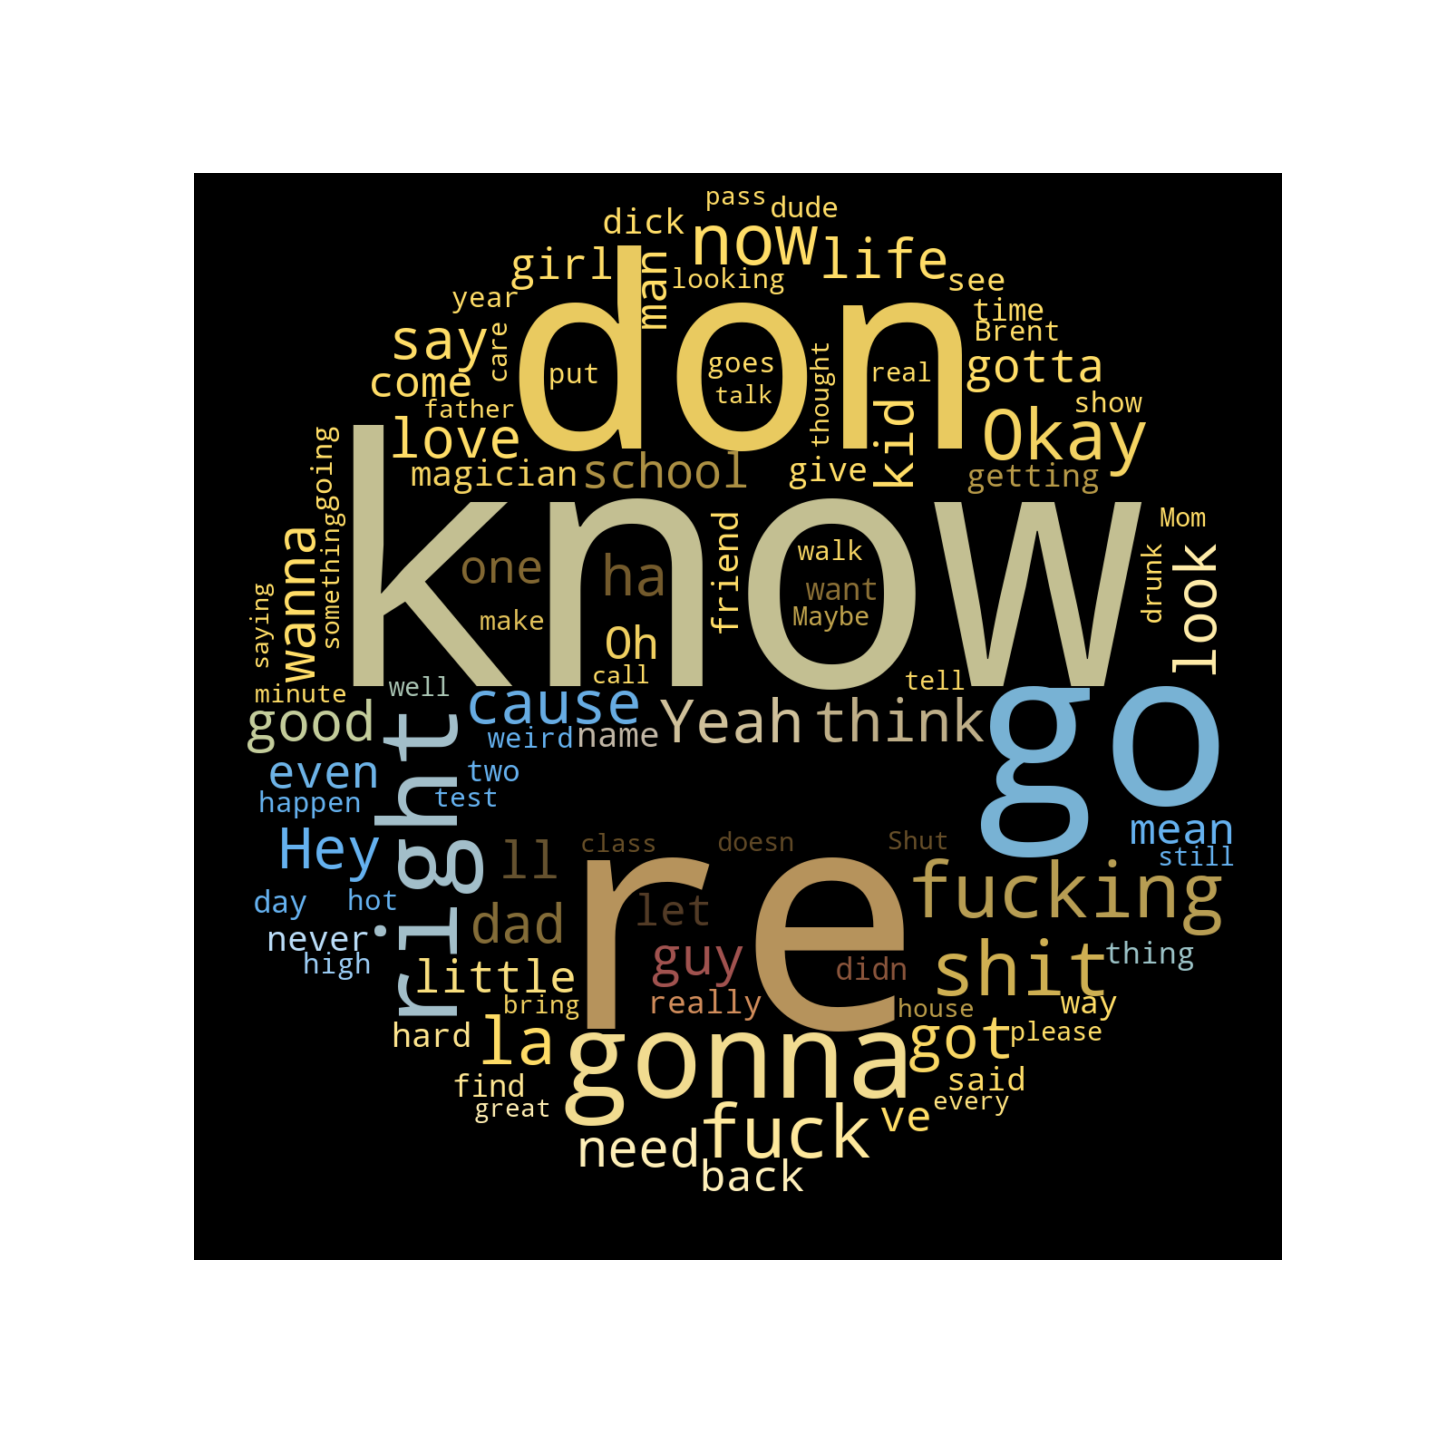 pass
dick dude
now
girl man life
looking see
year don time
say care Brent
put goes thought real gotta
come talk
father show
love kid Okay
magician school give getting
going know
Mom
wanna something friend walk drunk look
one ha want
saying make Maybe
Oh
call tell
minute well
good right cause Yeah think go
weird name
even two
happen test mean
Hey ll class doesn Shut still
re fucking
day hot
dad let
never guy shit thing
high little didn
bring really house way
hard la gonna got please
find said
great fuck ve every
need
back